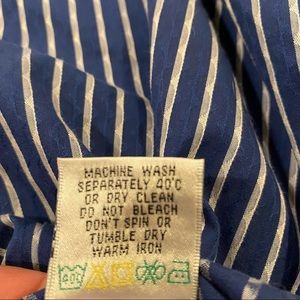 MACHINE WASH
SEPARATELY 40°C
OR DRY CLEAN
DO NOT BLEACH
DON'T SPIN OR
TUMBLE DRY
WARM IRON